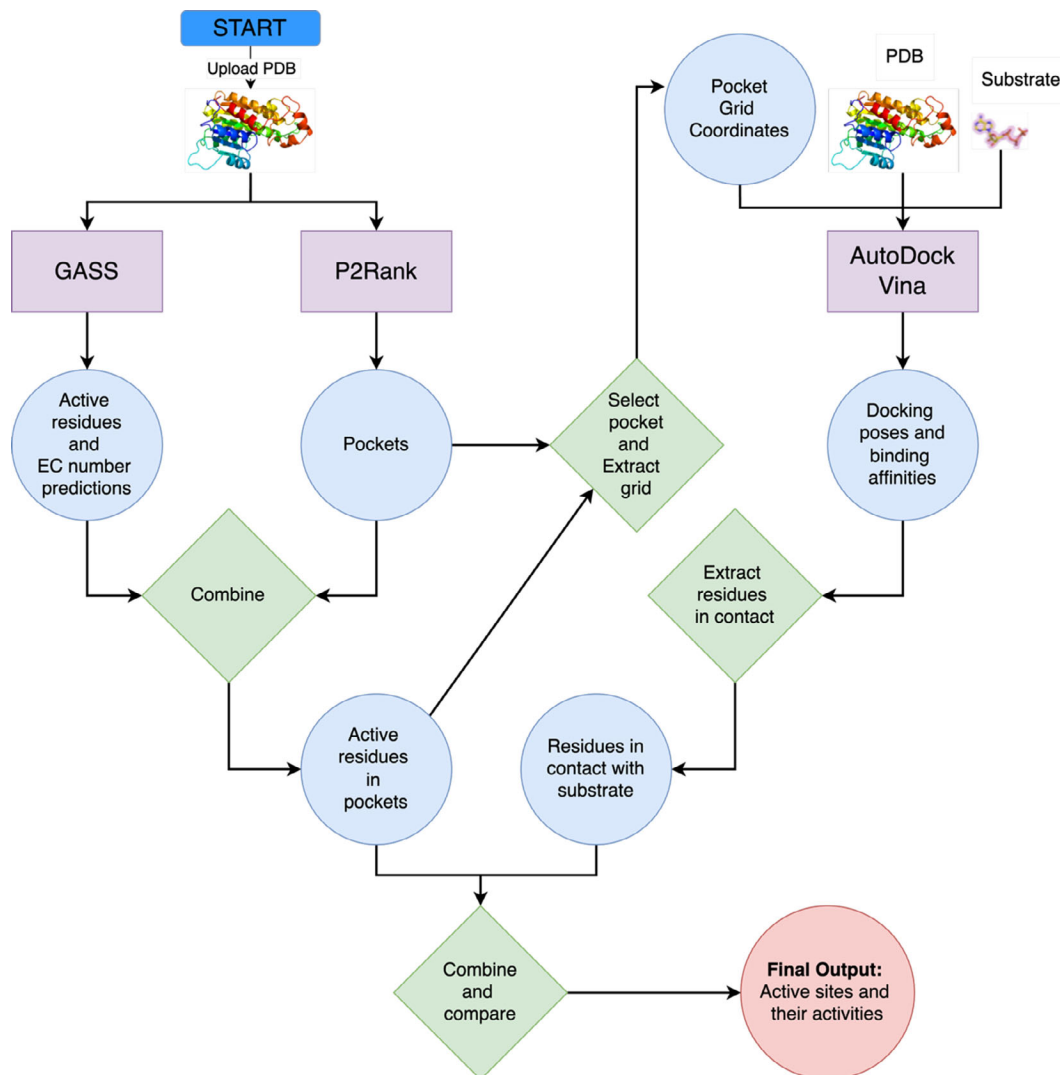 START
Upload PDB
PDB
Substrate
Pocket
Grid
Coordinates
GASS
P2Rank
AutoDock
Vina
Active
residues
and
EC number
predictions
Pockets
Select
pocket
and
Extract
grid
Docking
poses and
binding
affinities
Combine
Extract
residues
in contact
Active
residues
in
pockets
Residues in
contact with
substrate
Combine
and
compare
Final Output:
Active sites and
their activities